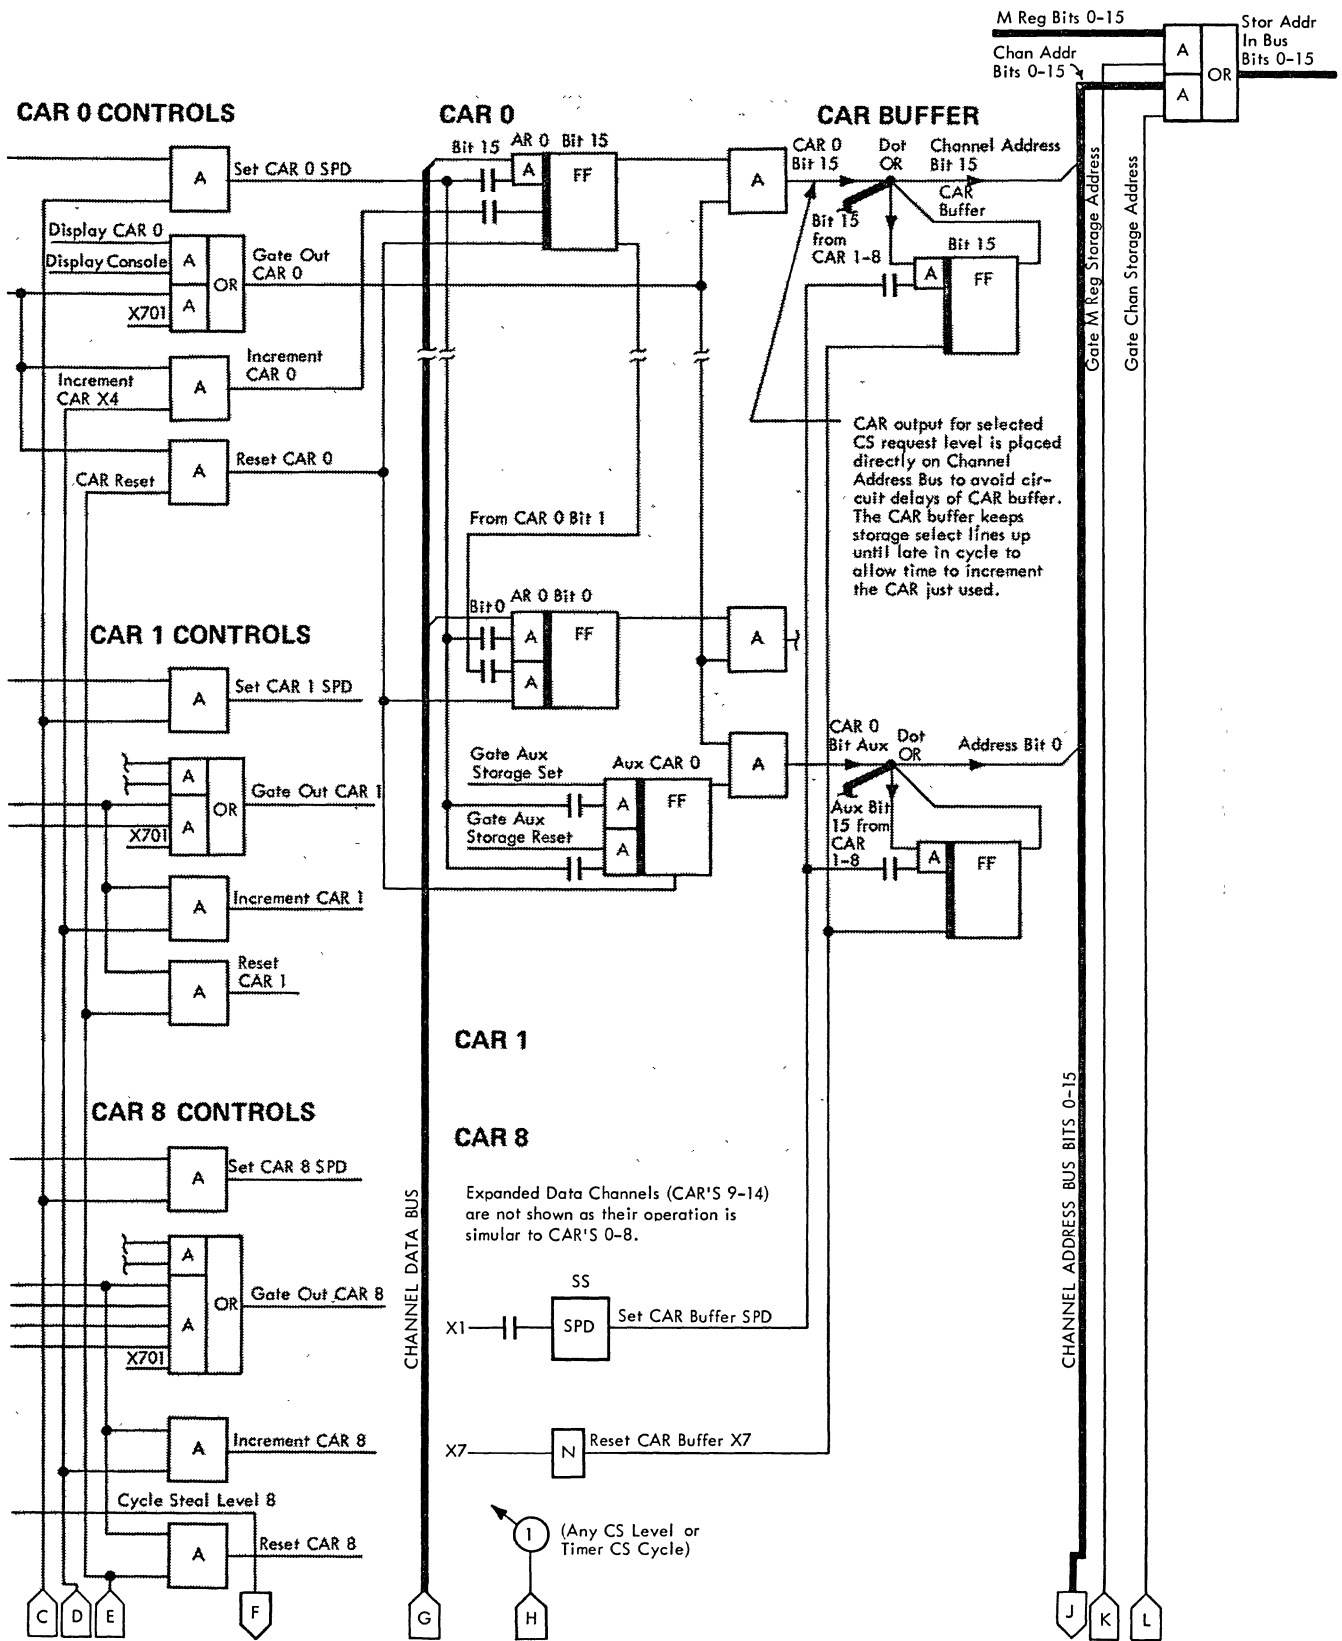 M Reg Bits 0-15
Stor Addr
In Bus
Bits 0-15
Chan Addr
Bits 0-15
A
OR
A
CAR 0 CONTROLS
CAR 0
CAR BUFFER
A
Set CAR 0 SPD
Bit 15
AR 0 Bit 15
A
FF
A
CAR 0
Bit 15
Dot
OR
Channel Address
Bit 15
CAR
Buffer
Bit 15
from
CAR 1-8
Bit 15
A
FF
Gate M Reg Storage Address
Gate Chan Storage Address
Display CAR 0
Display Console
A
OR
A
X701
Gate Out
CAR 0
Increment
CAR X4
A
Increment
CAR 0
CAR Reset
A
Reset CAR 0
CAR output for selected
CS request level is placed
directly on Channel
Address Bus to avoid cir-
cuit delays of CAR buffer.
The CAR buffer keeps
storage select lines up
until late in cycle to
allow time to increment
the CAR just used.
From CAR 0 Bit 1
Bit 0
AR 0 Bit 0
A
FF
A
A
CAR 1 CONTROLS
A
Set CAR 1 SPD
A
OR
A
X701
Gate Out CAR 1
A
Increment CAR 1
A
Reset
CAR 1
Gate Aux
Storage Set
Aux CAR 0
A
FF
Gate Aux
Storage Reset
A
A
CAR 0
Bit Aux
Dot
OR
Address Bit 0
Aux Bit
15 from
CAR
1-8
A
FF
CAR 1
CAR 8 CONTROLS
CAR 8
A
Set CAR 8 SPD
Expanded Data Channels (CAR'S 9-14)
are not shown as their operation is
simular to CAR'S 0-8.
CHANNEL DATA BUS
CHANNEL ADDRESS BUS BITS 0-15
A
OR
A
X701
Gate Out CAR 8
SS
X1
SPD
Set CAR Buffer SPD
A
Increment CAR 8
X7
N
Reset CAR Buffer X7
Cycle Steal Level 8
A
Reset CAR 8
1
(Any CS Level or
Timer CS Cycle)
C
D
E
F
G
H
J
K
L